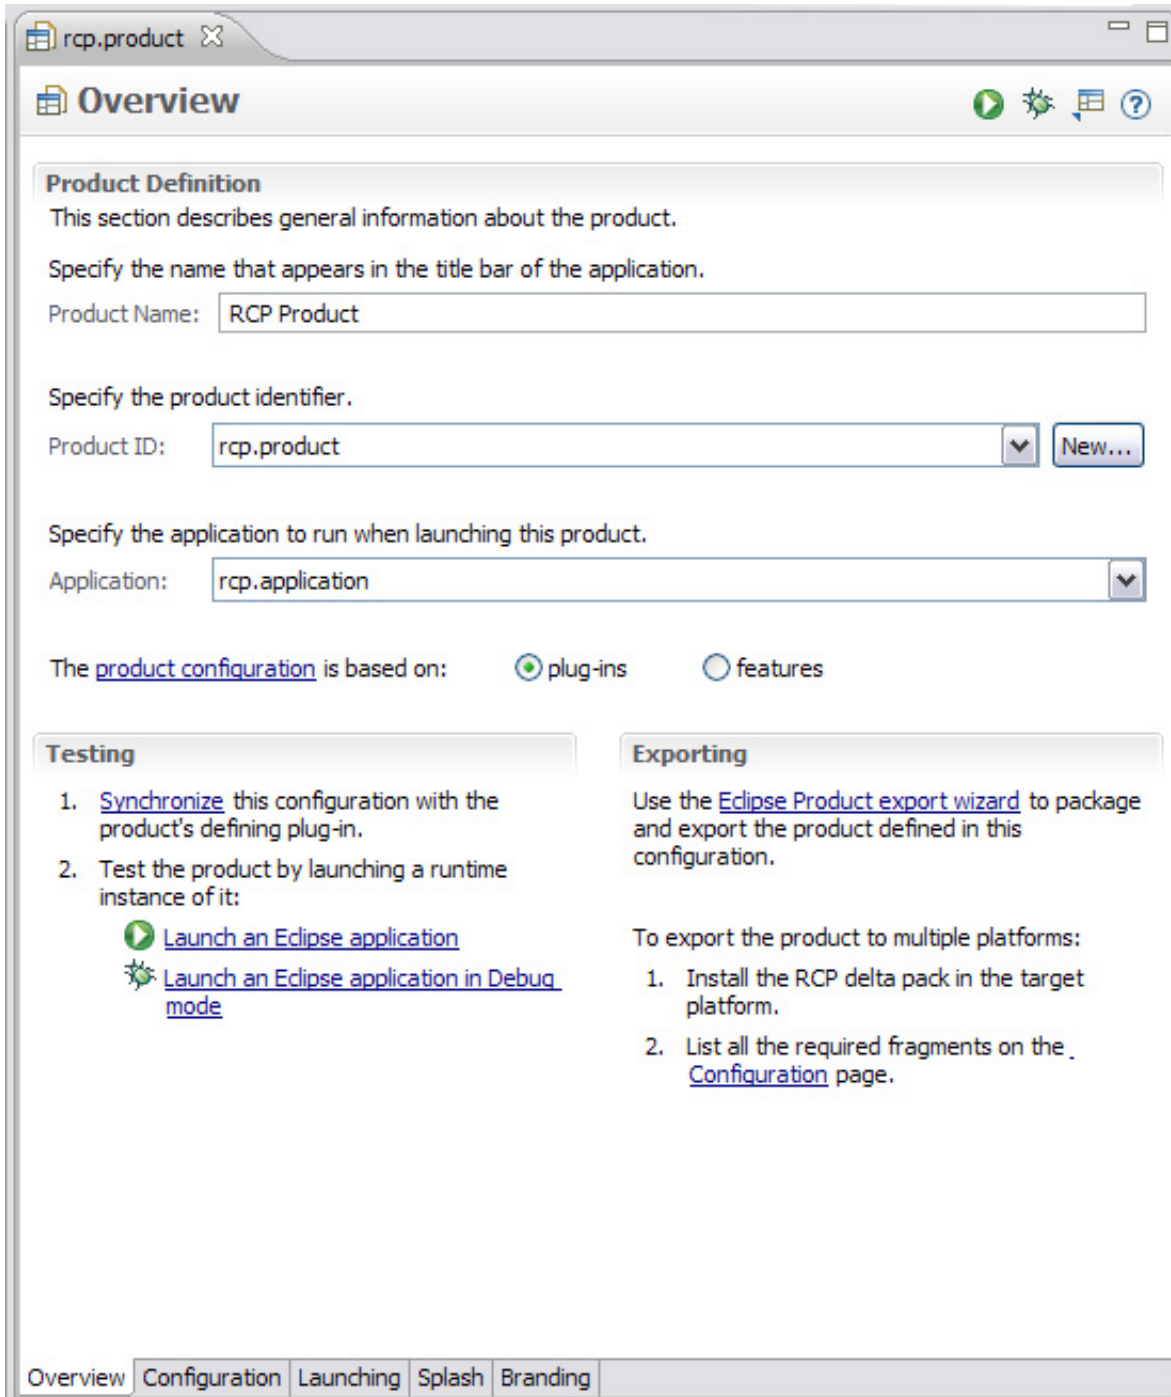 rcp.product
Overview
Product Definition
This section describes general information about the product.
Specify the name that appears in the title bar of the application.
Product Name: RCP Product
Specify the product identifier.
Product ID: rcp.product New...
Specify the application to run when launching this product.
Application: rcp.application
The product configuration is based on: plug-ins features
Testing
1. Synchronize this configuration with the
product's defining plug-in.
2. Test the product by launching a runtime
instance of it:
Launch an Eclipse application
Launch an Eclipse application in Debug
mode
Exporting
Use the Eclipse Product export wizard to package
and export the product defined in this
configuration.
To export the product to multiple platforms:
1. Install the RCP delta pack in the target
platform.
2. List all the required fragments on the
Configuration page.
Overview Configuration Launching Splash Branding